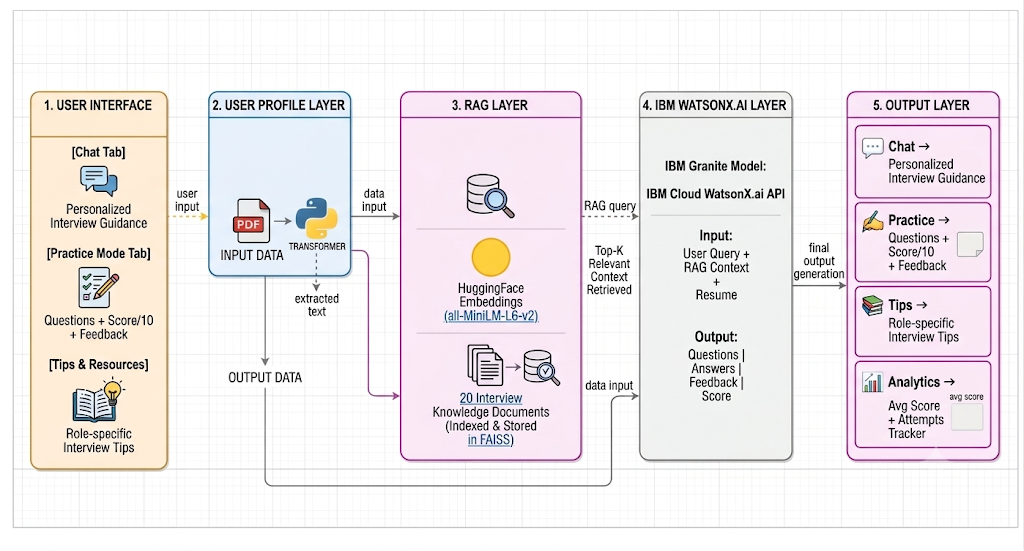 1. USER INTERFACE
[Chat Tab]
Personalized
Interview Guidance
[Practice Mode Tab]
Questions + Score/10
+ Feedback
[Tips & Resources]
Role-specific
Interview Tips
user
input
2. USER PROFILE LAYER
PDF
INPUT DATA
TRANSFORMER
extracted
text
OUTPUT DATA
data
input
3. RAG LAYER
HuggingFace
Embeddings
(all-MiniLM-L6-v2)
20 Interview
Knowledge Documents
(Indexed & Stored
in FAISS)
RAG query
Top-K
Relevant
Context
Retrieved
data input
4. IBM WATSONX.AI LAYER
IBM Granite Model:
IBM Cloud WatsonX.ai API
Input:
User Query +
RAG Context
+
Resume
Output:
Questions |
Answers |
Feedback |
Score
final
output
generation
5. OUTPUT LAYER
Chat →
Personalized
Interview Guidance
Practice →
Questions +
Score/10
+ Feedback
Tips →
Role-specific
Interview Tips
Analytics →
avg score
Avg Score
+ Attempts
Tracker